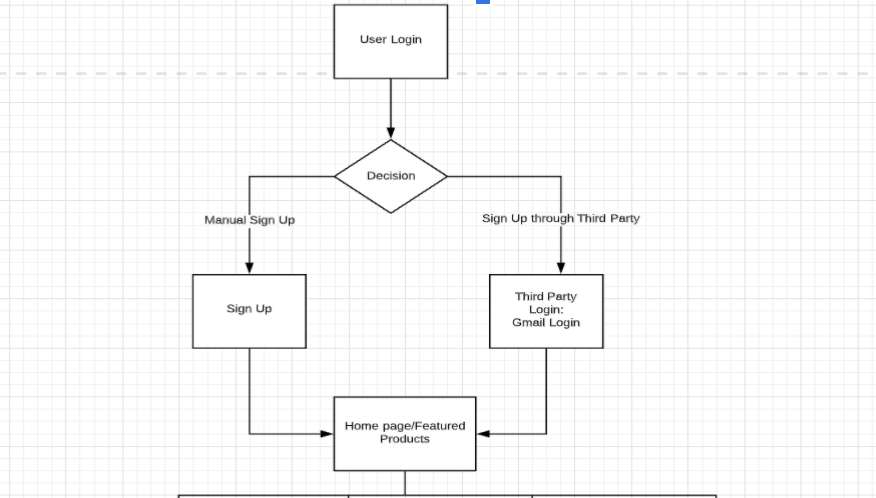 User Login
Decision
Manual Sign Up
Sign Up through Third Party
Sign Up
Third Party
Login:
Gmail Login
Home page/Featured
Products